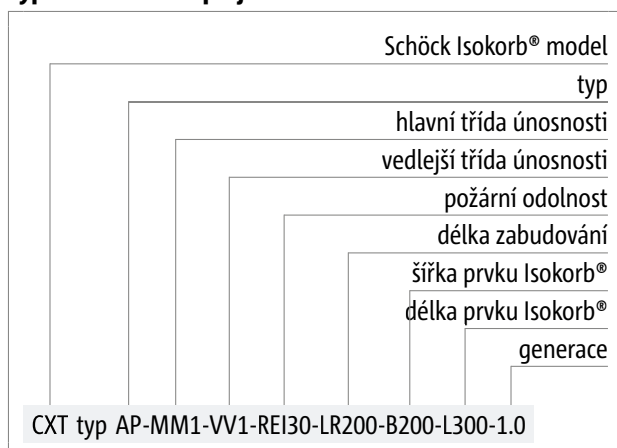 Schöck Isokorb® model
typ
hlavní třída únosnosti
vedlejší třída únosnosti
požární odolnost
délka zabudování
šířka prvku Isokorb®
délka prvku Isokorb®
generace
CXT typ AP-MM1-VV1-REI30-LR200-B200-L300-1.0